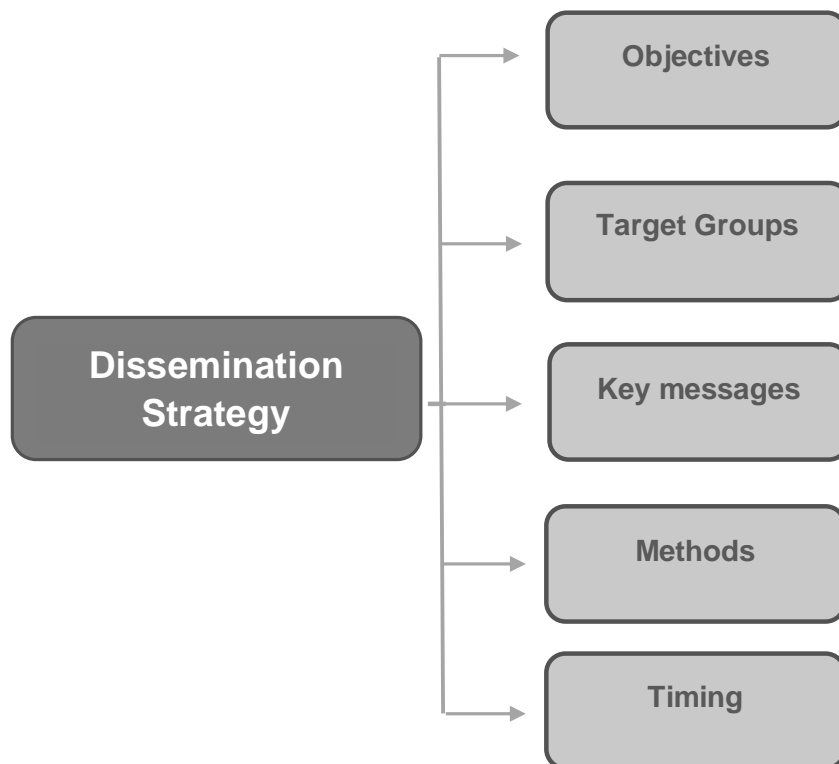 Objectives
Target Groups
Dissemination
Strategy
Key messages
Methods
Timing